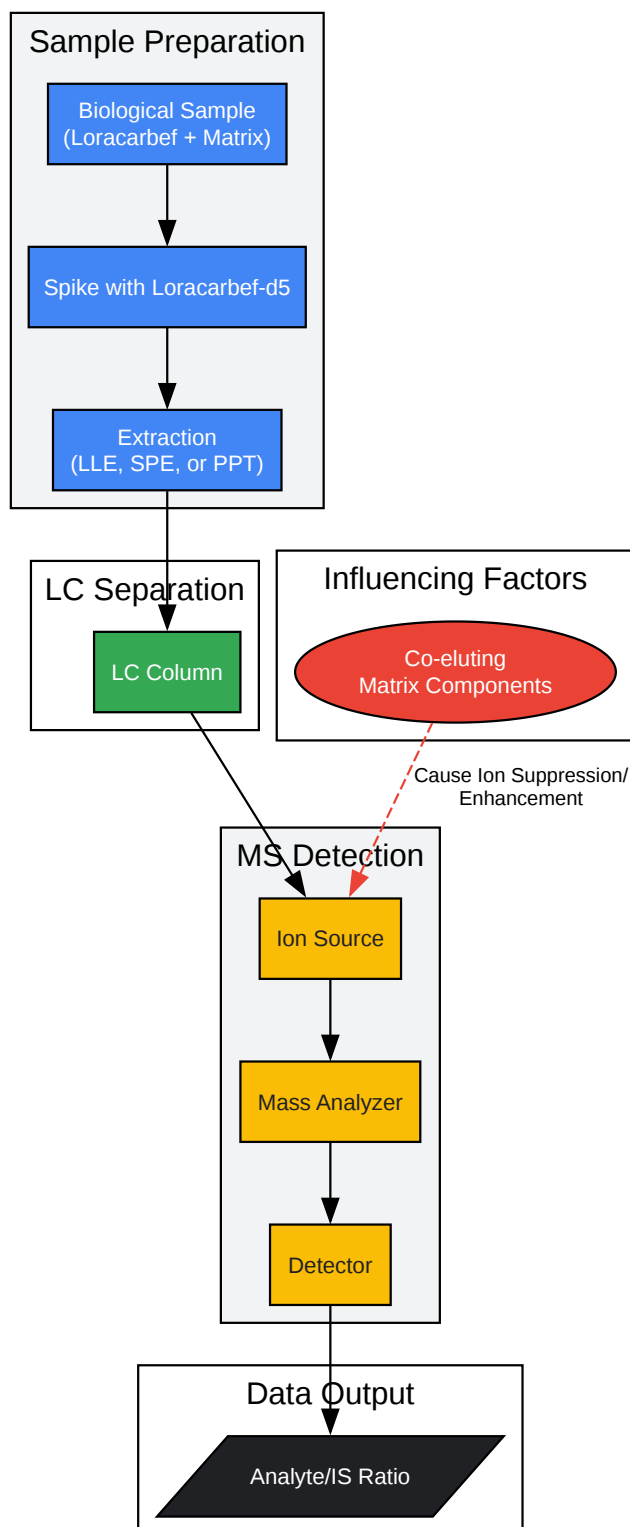 Sample Preparation
Biological Sample
(Loracarbef + Matrix)
Spike with Loracarbef-d5
Extraction
(LLE, SPE, or PPT)
LC Separation
LC Column
Influencing Factors
Co-eluting
Matrix Components
Cause Ion Suppression/
Enhancement
MS Detection
Ion Source
Mass Analyzer
Detector
Data Output
Analyte/IS Ratio